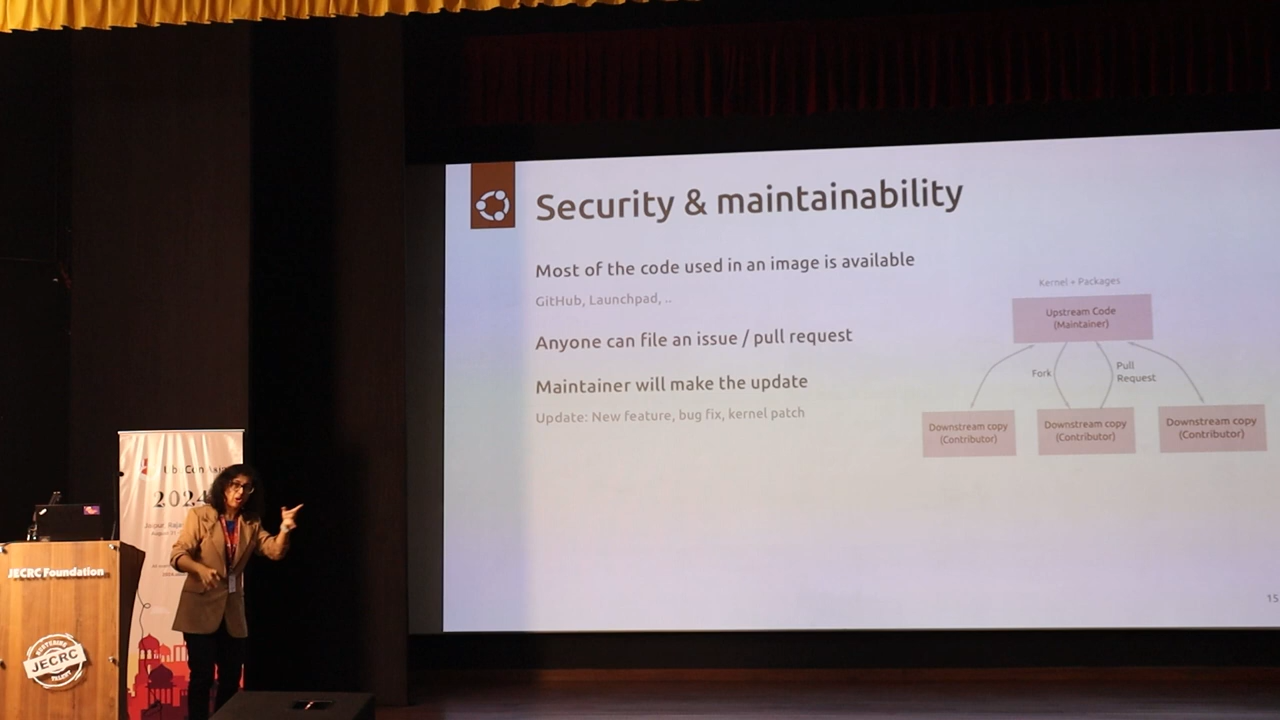 Security & maintainability
Most of the code used in an image is available
GitHub, Launchpad, ..
Anyone can file an issue / pull request
Maintainer will make the update
Update: New feature, bug fix, kernel patch
Kernel + Packages
Upstream Code
(Maintainer)
Fork
Pull
Request
Downstream copy
(Contributor)
Downstream copy
(Contributor)
Downstream copy
(Contributor)
15
2024
JECRC Foundation
JECRC